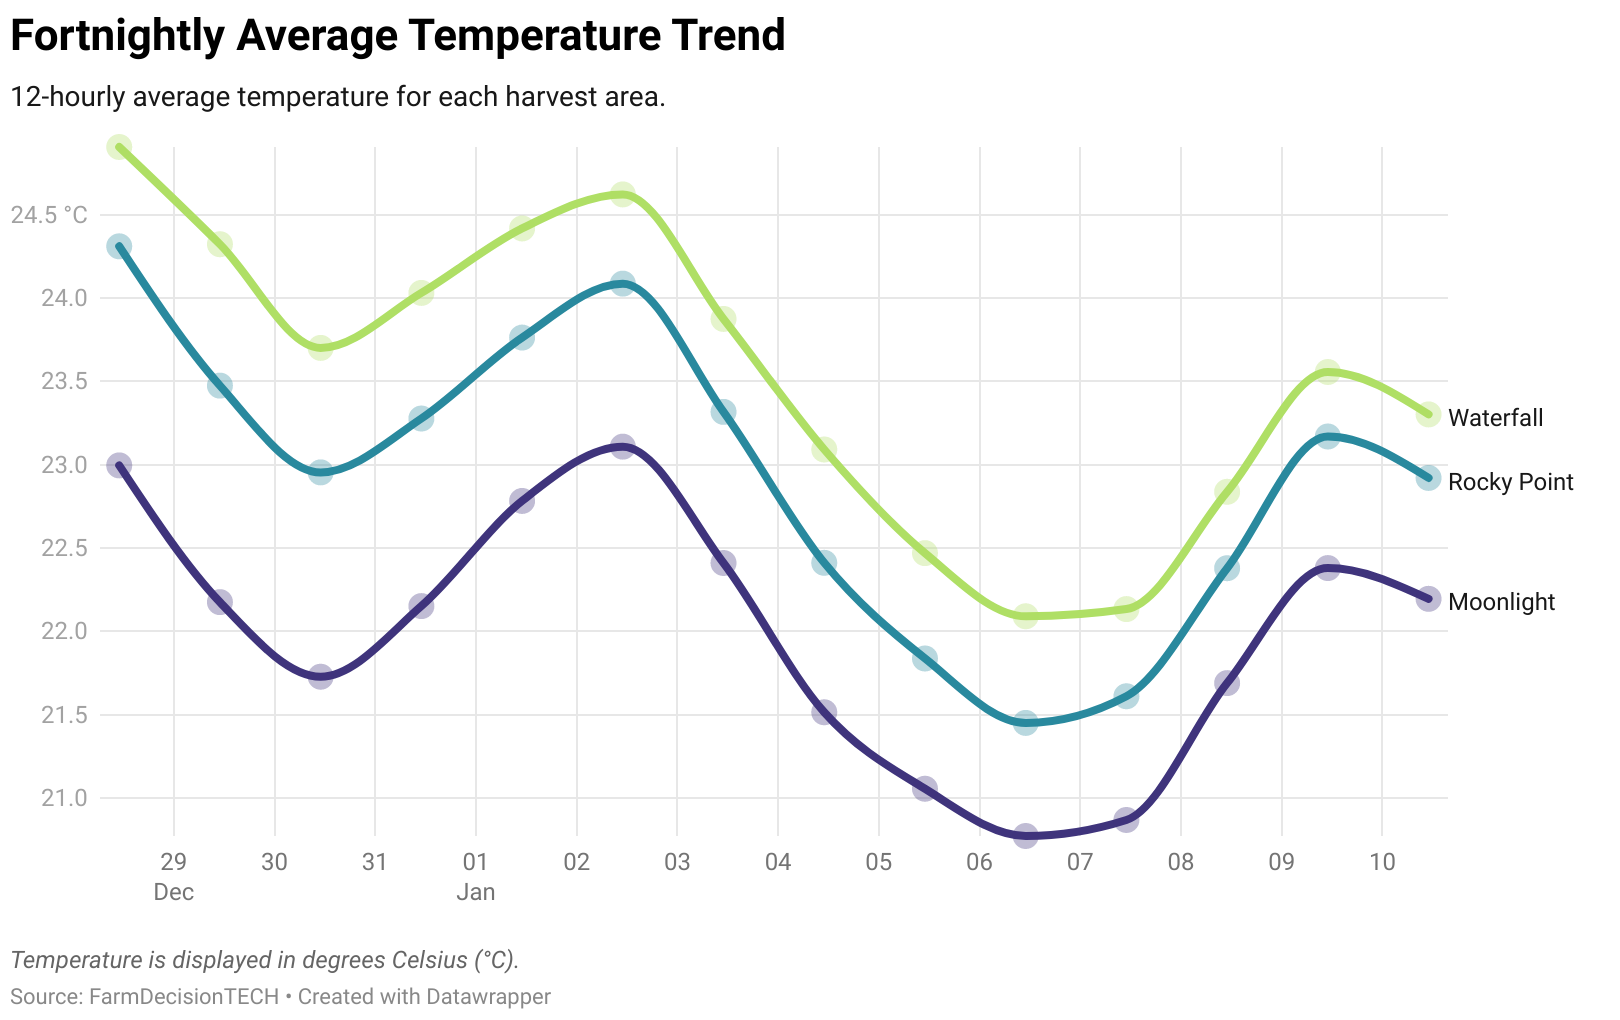 Fortnightly Average Temperature Trend
12-hourly average temperature for each harvest area.
24.5 °C
24.0
23.5
23.0
22.5
22.0
21.5
21.0
Waterfall
Rocky Point
Moonlight
29 30 31 01 02 03 04 05 06 07 08 09 10
Dec Jan
Temperature is displayed in degrees Celsius (°C).
Source: FarmDecisionTECH • Created with Datawrapper